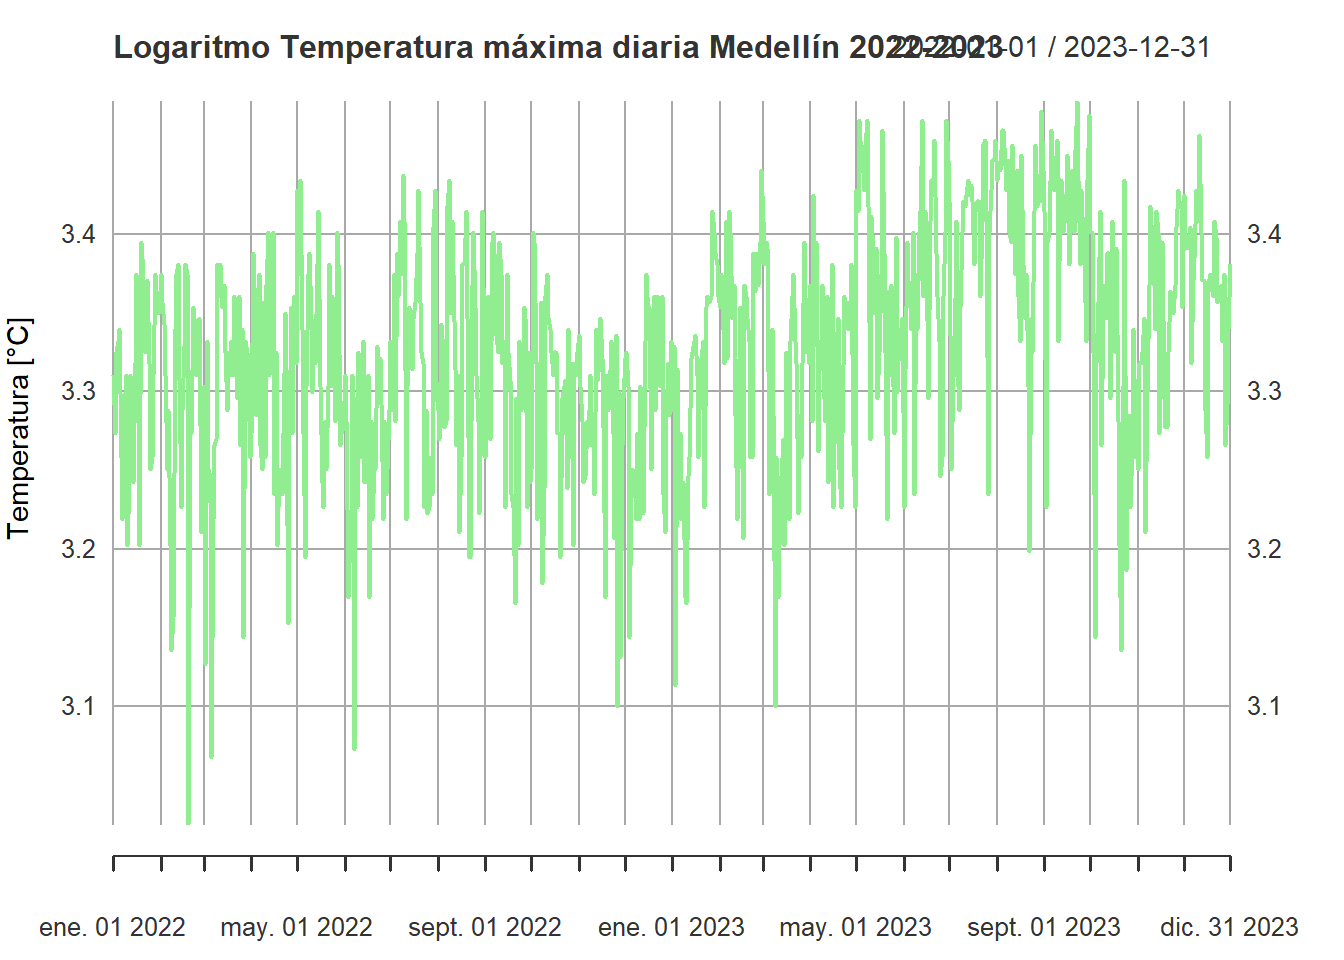 Logaritmo Temperatura máxima diaria Medellín 2022-2023 2022-01-01 / 2023-12-31
Temperatura [°C]
3.4 3.4
3.3 3.3
3.2 3.2
3.1 3.1
ene. 01 2022 may. 01 2022 sept. 01 2022 ene. 01 2023 may. 01 2023 sept. 01 2023 dic. 31 2023